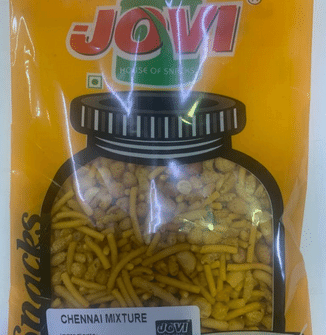 JOVI®
HOUSE OF SNACKS
Snacks
CHENNAI MIXTURE
JOVI